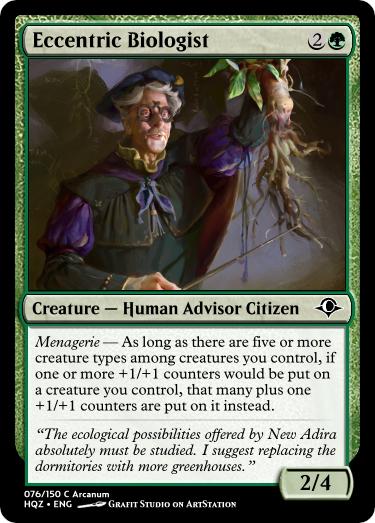 Eccentric Biologist 2
Creature — Human Advisor Citizen
Menagerie — As long as there are five or more
creature types among creatures you control, if
one or more +1/+1 counters would be put on
a creature you control, that many plus one
+1/+1 counters are put on it instead.
"The ecological possibilities offered by New Adira
absolutely must be studied. I suggest replacing the
dormitories with more greenhouses."
2/4
076/150 C Arcanum
HQZ • ENG Grafit Studio on ArtStation